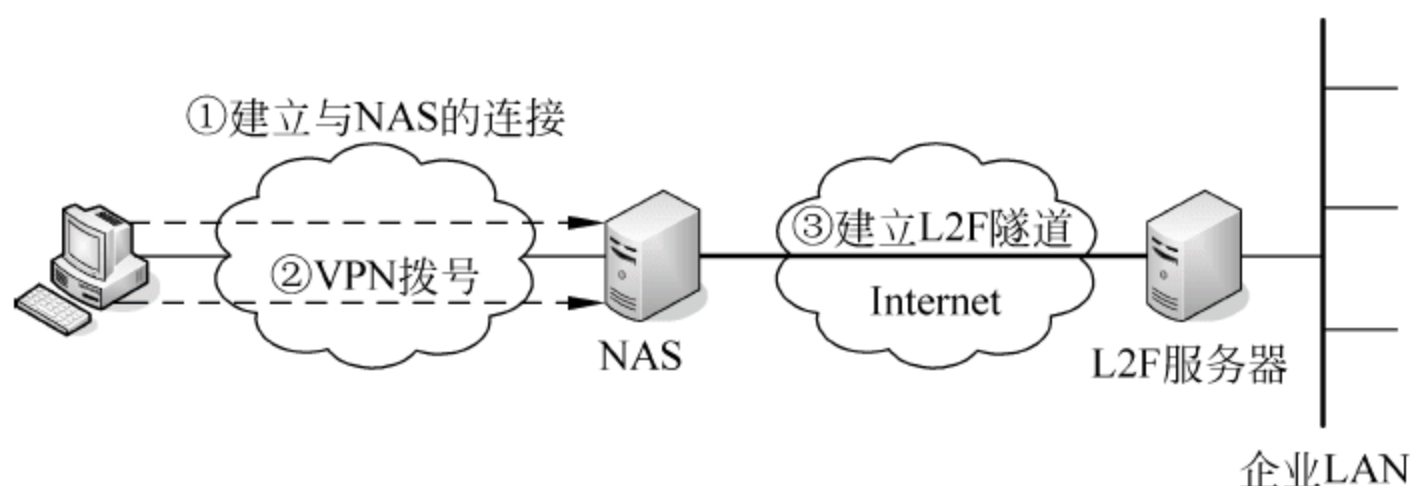 ①建立与NAS的连接
②VPN拨号
NAS
③建立L2F隧道
Internet
L2F服务器
企业LAN